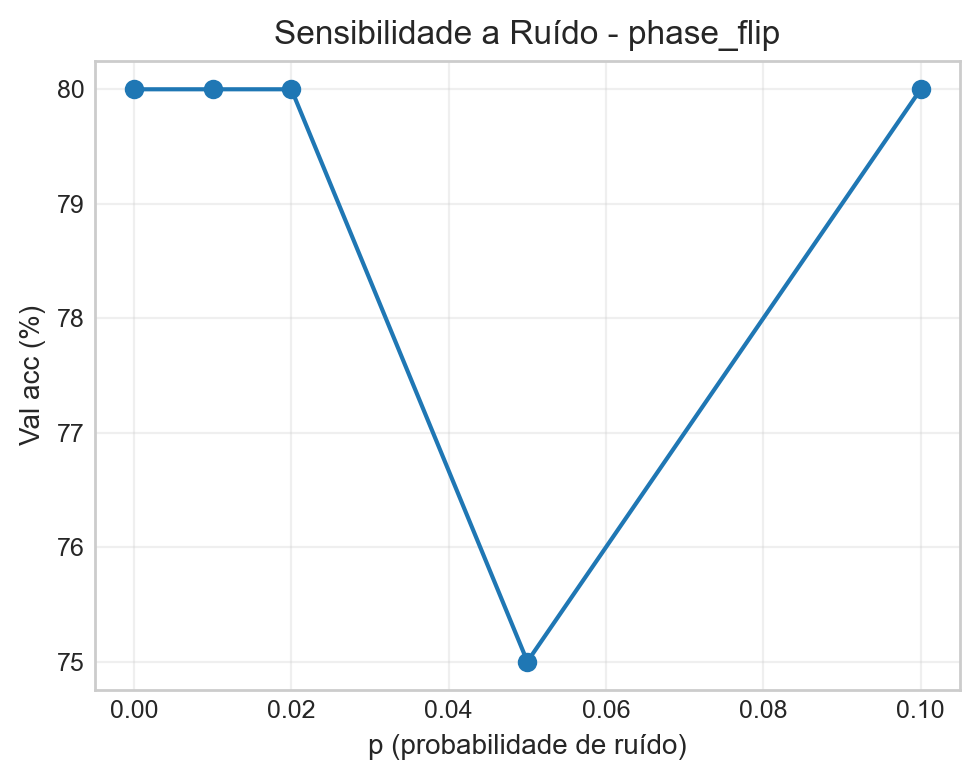 Sensibilidade a Ruído - phase_flip
80
79
78
77
76
75
Val acc (%)
0.00 0.02 0.04 0.06 0.08 0.10
p (probabilidade de ruído)